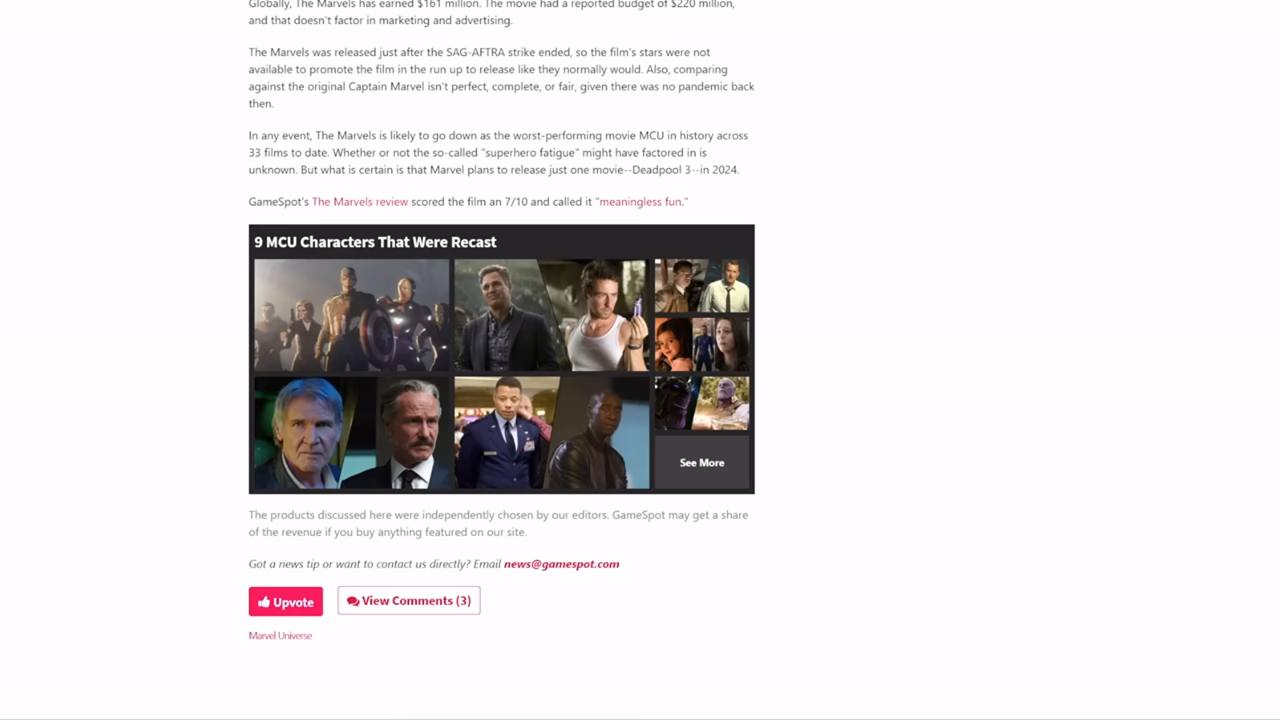 Globally, The Marvels has earned $161 million. The movie had a reported budget of $220 million,
and that doesn't factor in marketing and advertising.
The Marvels was released just after the SAG-AFTRA strike ended, so the film's stars were not
available to promote the film in the run up to release like they normally would. Also, comparing
against the original Captain Marvel isn't perfect, complete, or fair, given there was no pandemic back
then.
In any event, The Marvels is likely to go down as the worst-performing movie MCU in history across
33 films to date. Whether or not the so-called "superhero fatigue" might have factored in is
unknown. But what is certain is that Marvel plans to release just one movie--Deadpool 3--in 2024.
GameSpot's The Marvels review scored the film an 7/10 and called it "meaningless fun."
9 MCU Characters That Were Recast
See More
The products discussed here were independently chosen by our editors. GameSpot may get a share
of the revenue if you buy anything featured on our site.
Got a news tip or want to contact us directly? Email news@gamespot.com
Upvote
View Comments (3)
Marvel Universe